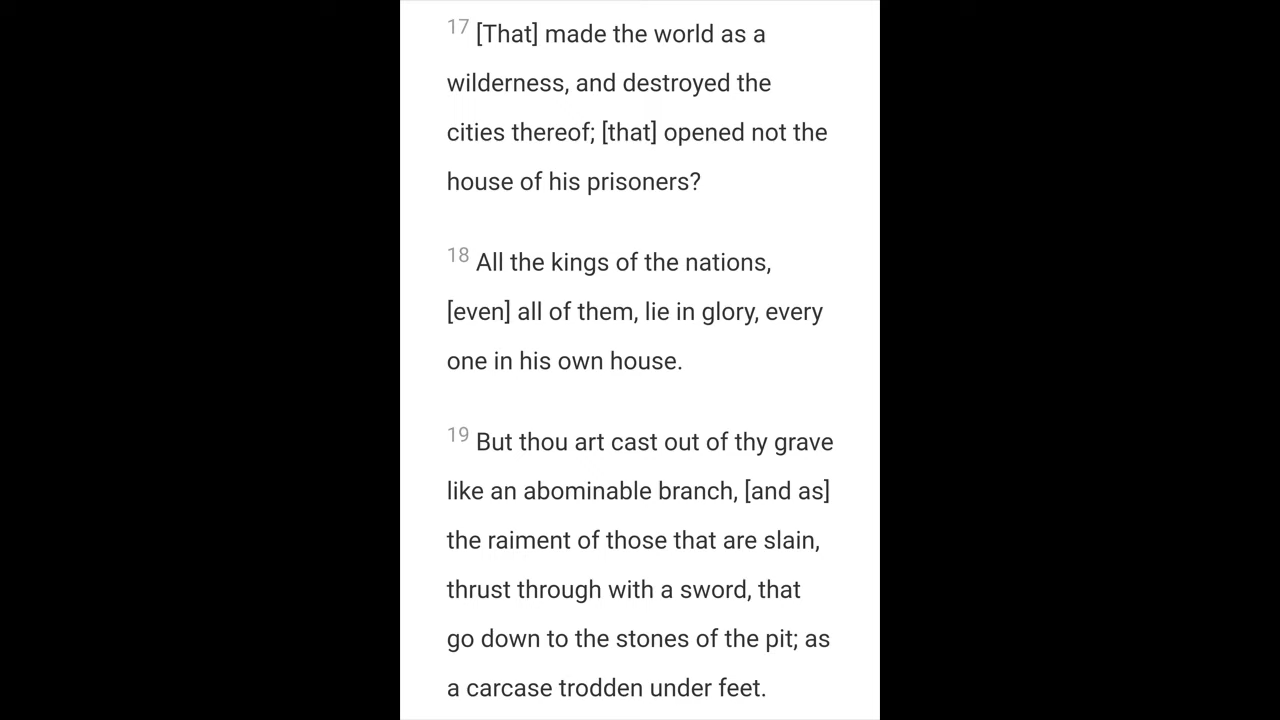 17 [That] made the world as a
wilderness, and destroyed the
cities thereof; [that] opened not the
house of his prisoners?
18 All the kings of the nations,
[even] all of them, lie in glory, every
one in his own house.
19 But thou art cast out of thy grave
like an abominable branch, [and as]
the raiment of those that are slain,
thrust through with a sword, that
go down to the stones of the pit; as
a carcase trodden under feet.